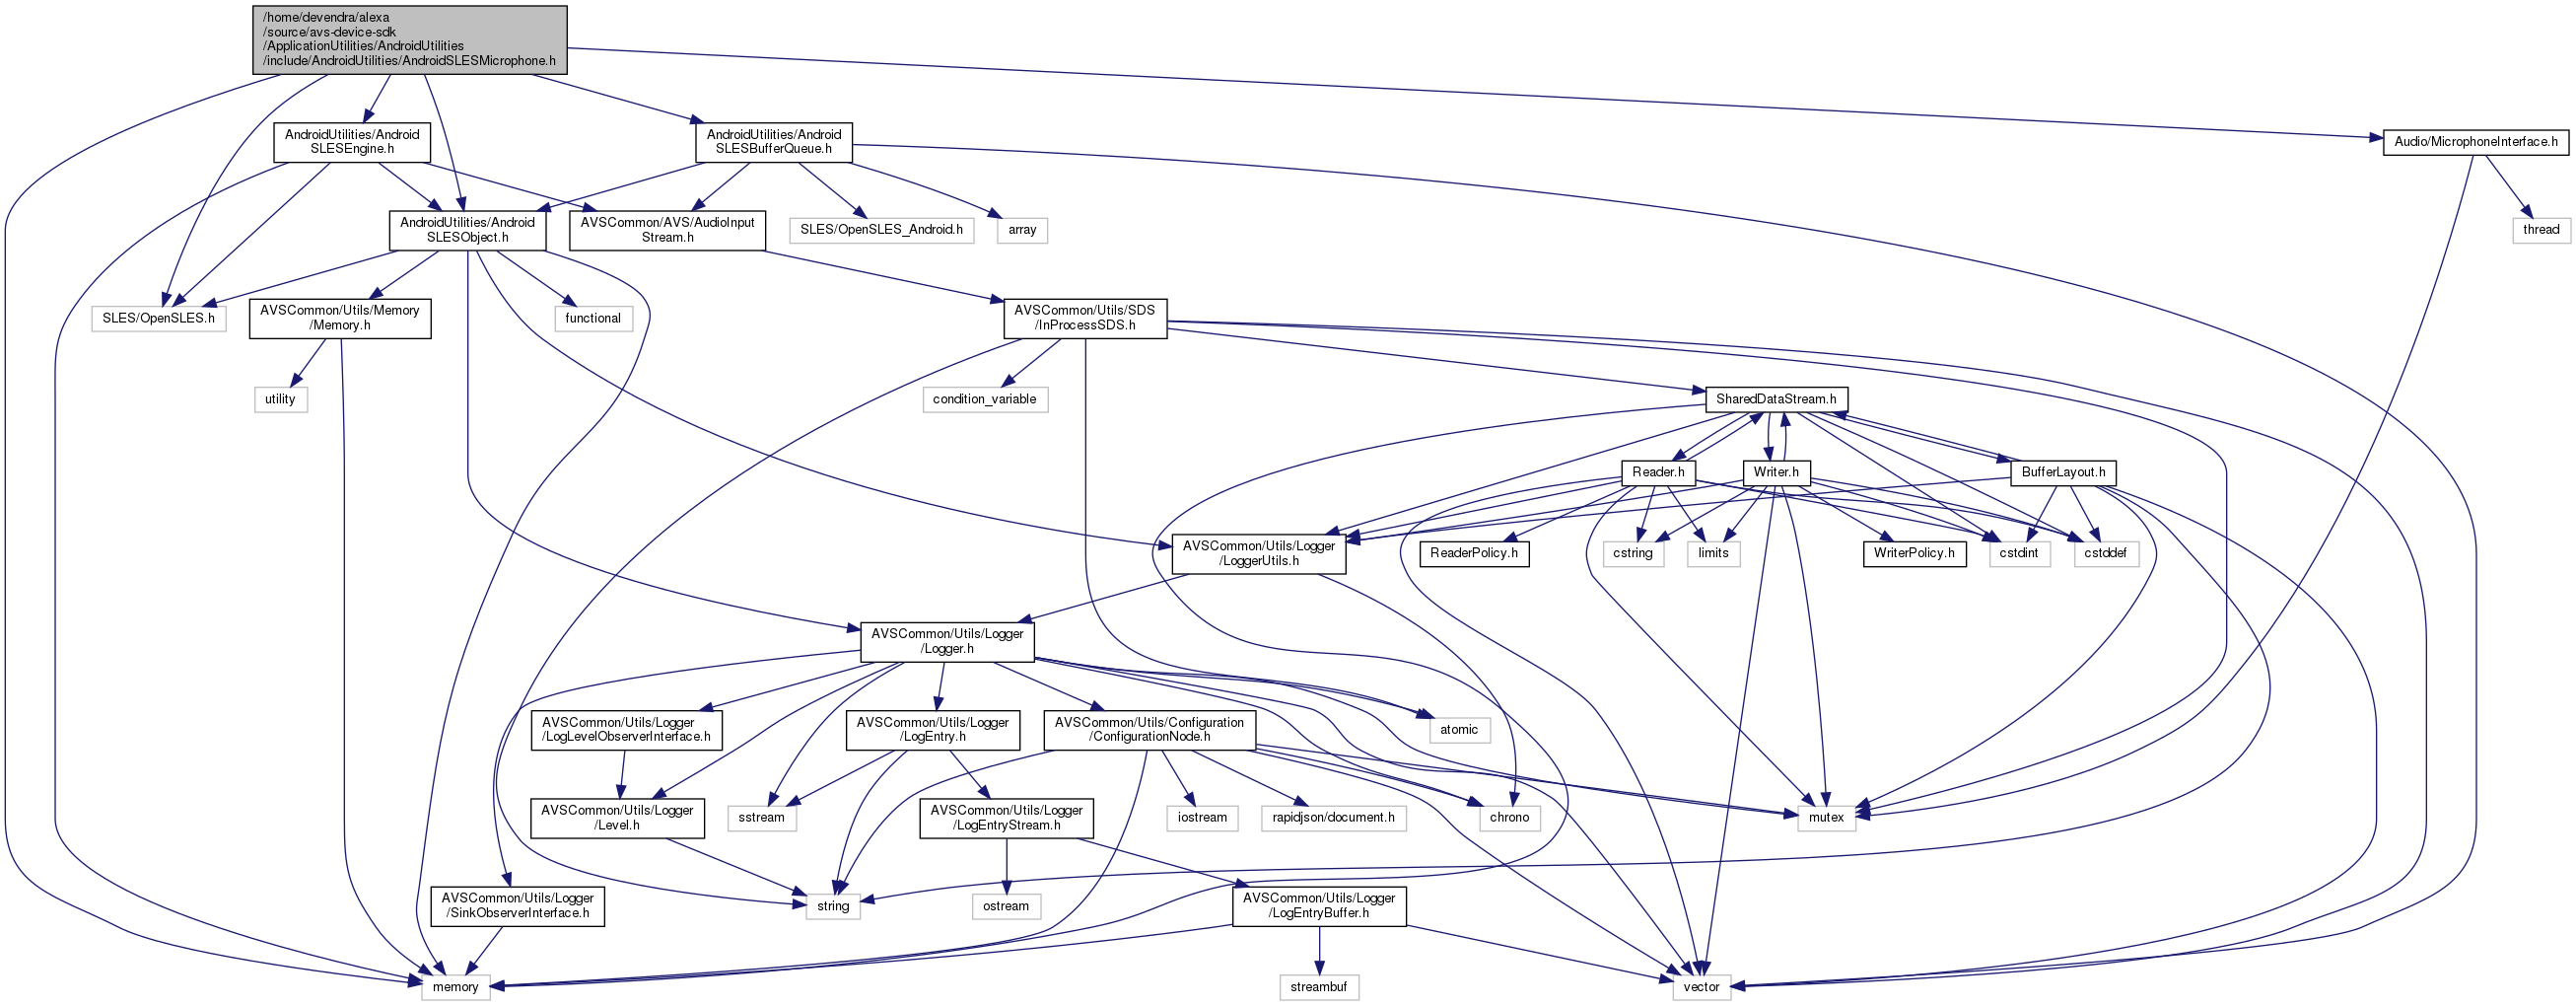 /home/devendra/alexa
/source/avs-device-sdk
/ApplicationUtilities/AndroidUtilities
/include/AndroidUtilities/AndroidSLESMicrophone.h
AndroidUtilities/Android
SLESEngine.h
AndroidUtilities/Android
SLESBufferQueue.h
Audio/MicrophoneInterface.h
AndroidUtilities/Android
SLESObject.h
AVSCommon/AVS/AudioInput
Stream.h
SLES/OpenSLES_Android.h
array
thread
SLES/OpenSLES.h
AVSCommon/Utils/Memory
/Memory.h
functional
AVSCommon/Utils/SDS
/InProcessSDS.h
utility
condition_variable
SharedDataStream.h
Reader.h
Writer.h
BufferLayout.h
AVSCommon/Utils/Logger
/LoggerUtils.h
ReaderPolicy.h
cstring
limits
WriterPolicy.h
cstdint
cstddef
AVSCommon/Utils/Logger
/Logger.h
AVSCommon/Utils/Logger
/LogLevelObserverInterface.h
AVSCommon/Utils/Logger
/LogEntry.h
AVSCommon/Utils/Configuration
/ConfigurationNode.h
atomic
AVSCommon/Utils/Logger
/Level.h
sstream
AVSCommon/Utils/Logger
/LogEntryStream.h
iostream
rapidjson/document.h
chrono
mutex
AVSCommon/Utils/Logger
/SinkObserverInterface.h
string
ostream
AVSCommon/Utils/Logger
/LogEntryBuffer.h
memory
streambuf
vector